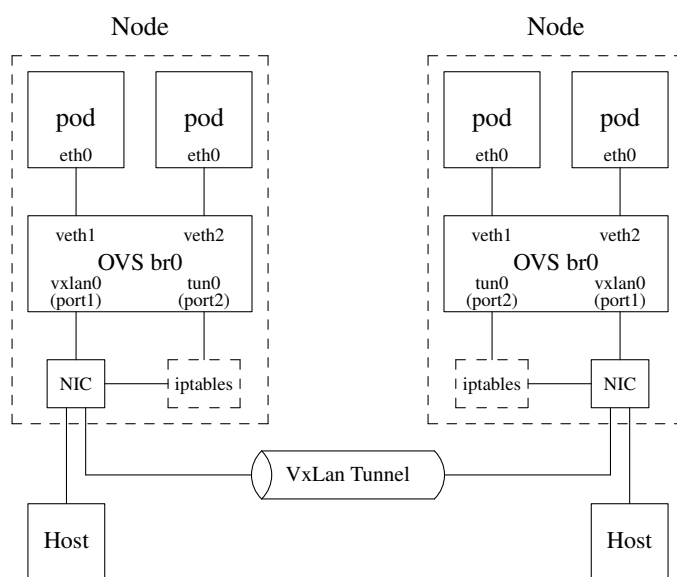 Node
Node
pod
pod
pod
pod
eth0
eth0
eth0
eth0
veth1
veth2
veth1
veth2
OVS br0
OVS br0
vxlan0
(port1)
tun0
(port2)
tun0
(port2)
vxlan0
(port1)
NIC
iptables
iptables
NIC
VxLan Tunnel
Host
Host